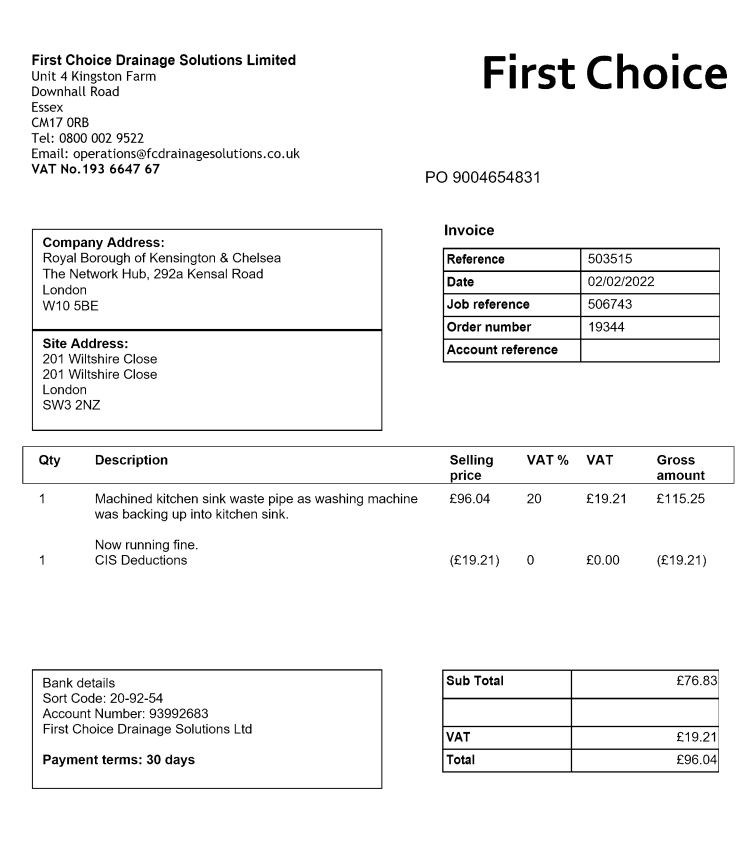 First Choice Drainage Solutions Limited
Unit 4 Kingston Farm
Downhall Road
Essex
CM17 0RB
Tel: 0800 002 9522
Email: operations@fcdrainagesolutions.co.uk
VAT No.193 6647 67
First Choice
PO 9004654831
Company Address:
Royal Borough of Kensington & Chelsea
The Network Hub, 292a Kensal Road
London
W10 5BE
Site Address:
201 Wiltshire Close
201 Wiltshire Close
London
SW3 2NZ
Invoice
Reference 503515
Date 02/02/2022
Job reference 506743
Order number 19344
Account reference
Qty Description Selling price VAT % VAT Gross amount
1 Machined kitchen sink waste pipe as washing machine £96.04 20 £19.21 £115.25
was backing up into kitchen sink.
Now running fine.
1 CIS Deductions (£19.21) 0 £0.00 (£19.21)
Bank details
Sort Code: 20-92-54
Account Number: 93992683
First Choice Drainage Solutions Ltd
Payment terms: 30 days
Sub Total £76.83
VAT £19.21
Total £96.04